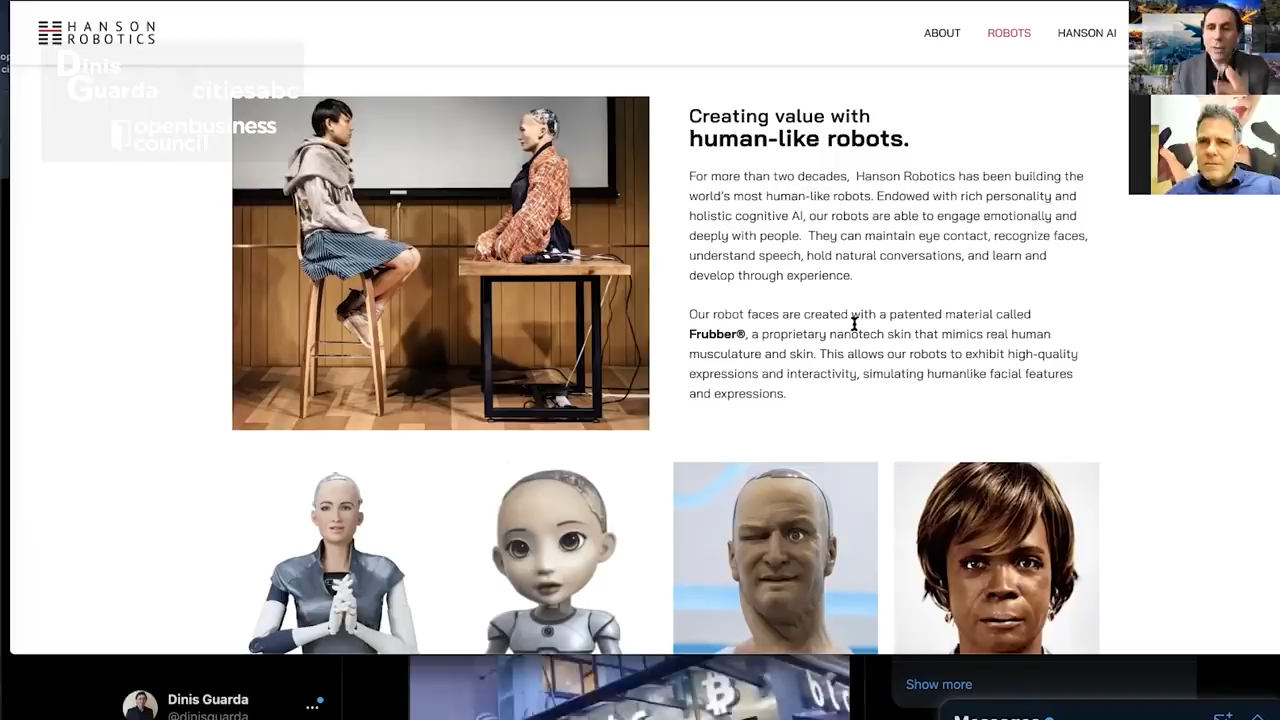 HANSON
ROBOTICS
ABOUT
ROBOTS
HANSON AI
Dinis
Guarda
citiesabc
openbusiness
council
Creating value with
human-like robots.
For more than two decades, Hanson Robotics has been building the
world's most human-like robots. Endowed with rich personality and
holistic cognitive AI, our robots are able to engage emotionally and
deeply with people. They can maintain eye contact, recognize faces,
understand speech, hold natural conversations, and learn and
develop through experience.
Our robot faces are created with a patented material called
Frubber®, a proprietary nanotech skin that mimics real human
musculature and skin. This allows our robots to exhibit high-quality
expressions and interactivity, simulating humanlike facial features
and expressions.
Dinis Guarda
@dinisguarda
Show more
Messages